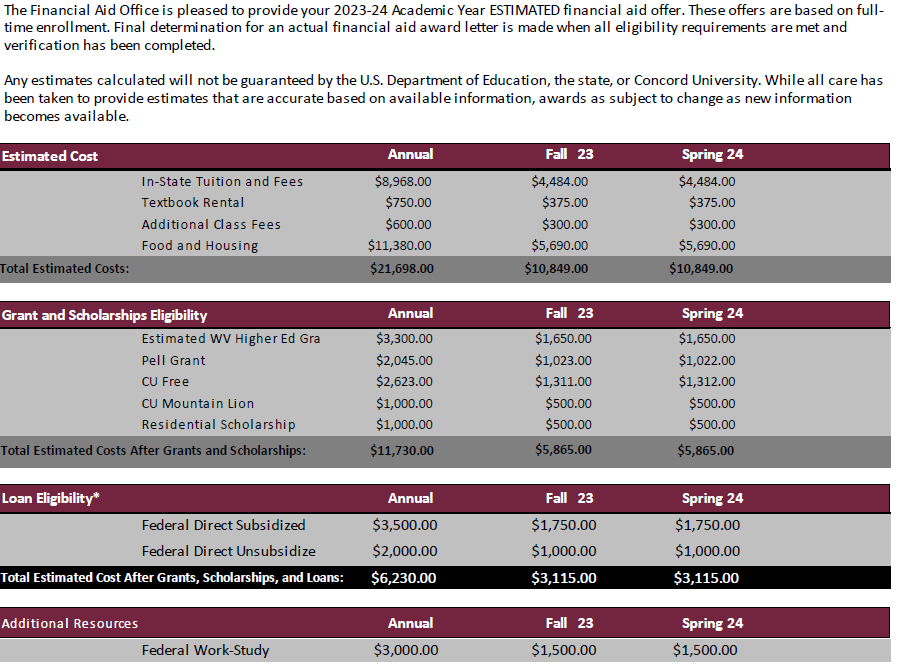 The Financial Aid Office is pleased to provide your 2023-24 Academic Year ESTIMATED financial aid offer. These offers are based on full-
time enrollment. Final determination for an actual financial aid award letter is made when all eligibility requirements are met and
verification has been completed.
Any estimates calculated will not be guaranteed by the U.S. Department of Education, the state, or Concord University. While all care has
been taken to provide estimates that are accurate based on available information, awards as subject to change as new information
becomes available.
Estimated Cost Annual Fall 23 Spring 24
In-State Tuition and Fees $8,968.00 $4,484.00 $4,484.00
Textbook Rental $750.00 $375.00 $375.00
Additional Class Fees $600.00 $300.00 $300.00
Food and Housing $11,380.00 $5,690.00 $5,690.00
Total Estimated Costs: $21,698.00 $10,849.00 $10,849.00
Grant and Scholarships Eligibility Annual Fall 23 Spring 24
Estimated WV Higher Ed Gra $3,300.00 $1,650.00 $1,650.00
Pell Grant $2,045.00 $1,023.00 $1,022.00
CU Free $2,623.00 $1,311.00 $1,312.00
CU Mountain Lion $1,000.00 $500.00 $500.00
Residential Scholarship $1,000.00 $500.00 $500.00
Total Estimated Costs After Grants and Scholarships: $11,730.00 $5,865.00 $5,865.00
Loan Eligibility* Annual Fall 23 Spring 24
Federal Direct Subsidized $3,500.00 $1,750.00 $1,750.00
Federal Direct Unsubsidize $2,000.00 $1,000.00 $1,000.00
Total Estimated Cost After Grants, Scholarships, and Loans: $6,230.00 $3,115.00 $3,115.00
Additional Resources Annual Fall 23 Spring 24
Federal Work-Study $3,000.00 $1,500.00 $1,500.00